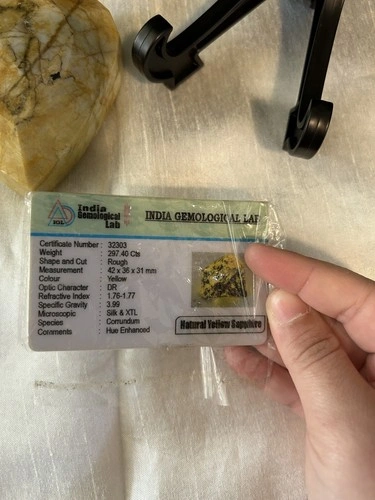 India
Gemological
Lab
IGL
INDIA GEMOLOGICAL LAB
Certificate Number : 32303
Weight : 297.40 Cts
Shape and Cut : Rough
Measurement : 42 x 36 x 31 mm
Colour : Yellow
Optic Character : DR
Refractive Index : 1.76-1.77
Specific Gravity : 3.99
Microscopic : Silk & XTL
Species : Corrundum
Comments : Hue Enhanced
Natural Yellow Sapphire